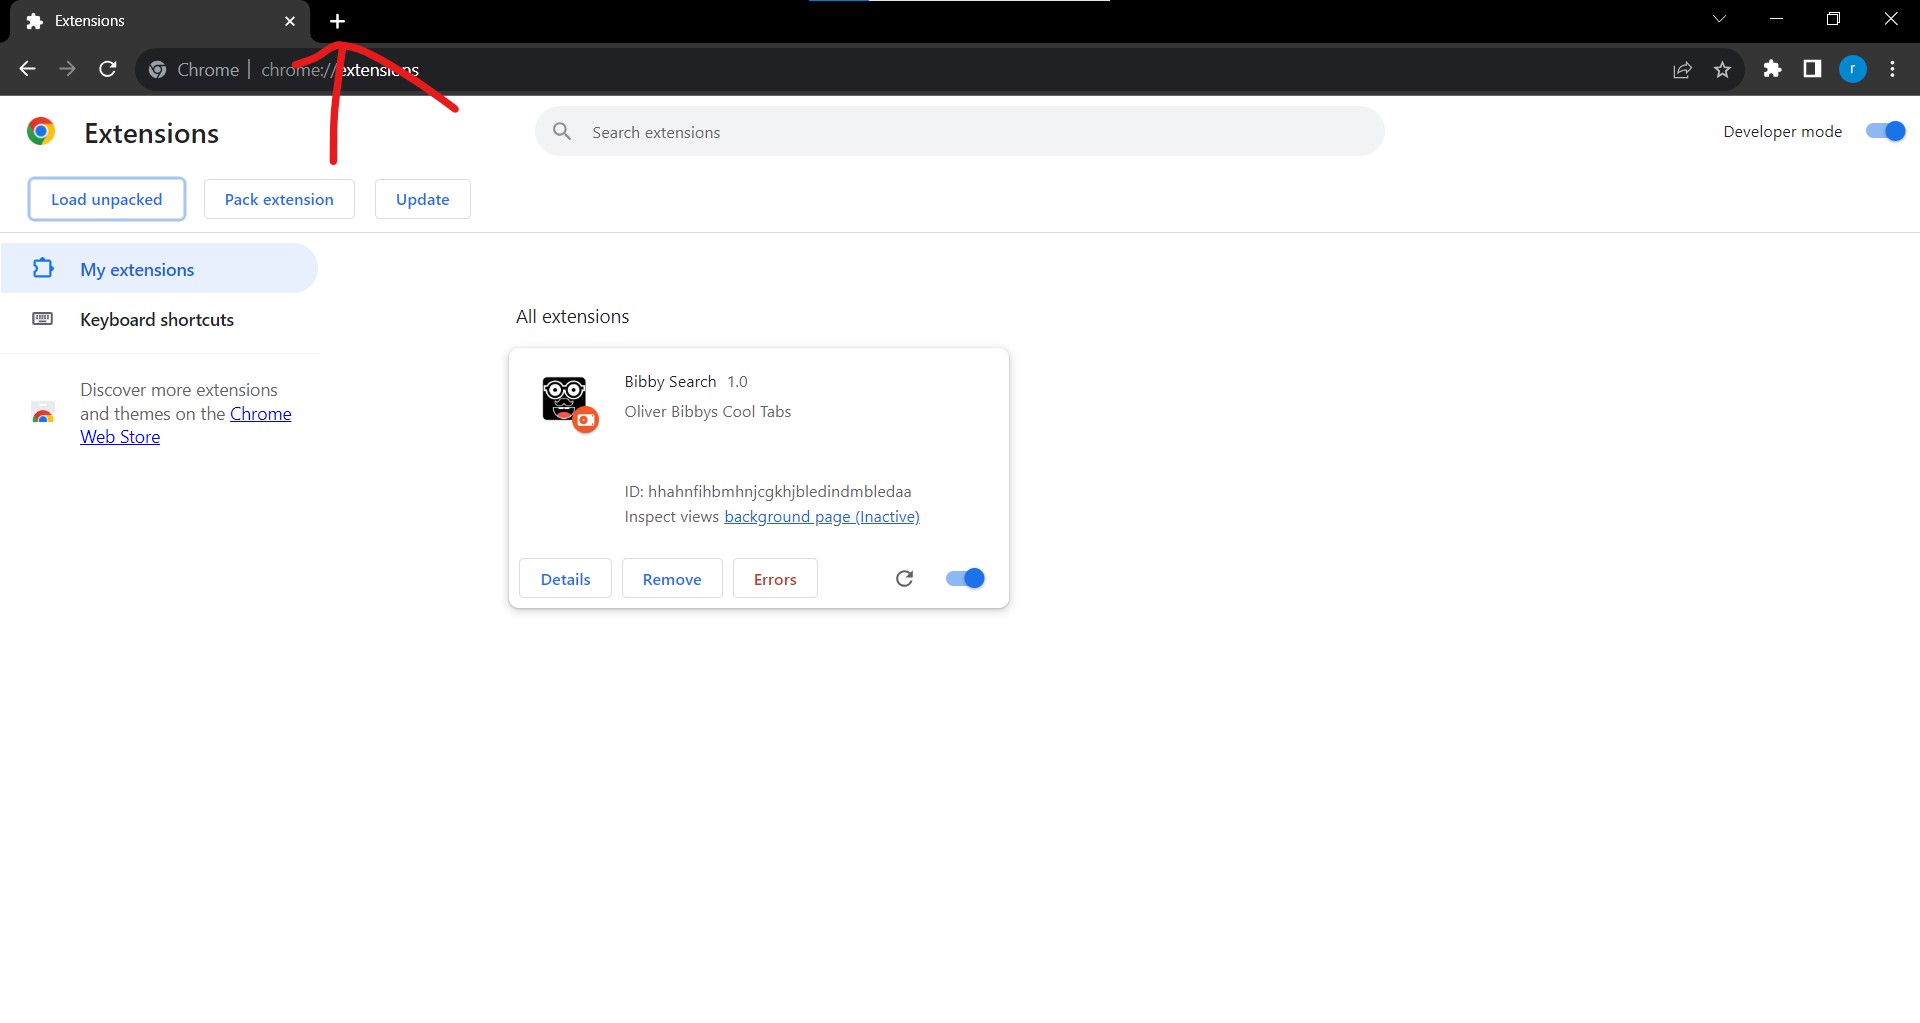 Extensions
Chrome | chrome://extensions
r
Extensions
Search extensions
Developer mode
Load unpacked
Pack extension
Update
My extensions
Keyboard shortcuts
Discover more extensions
and themes on the Chrome
Web Store
All extensions
Bibby Search 1.0
Oliver Bibbys Cool Tabs
ID: hhahnfihbmhnjcgkhjbledindmbledaa
Inspect views background page (Inactive)
Details
Remove
Errors